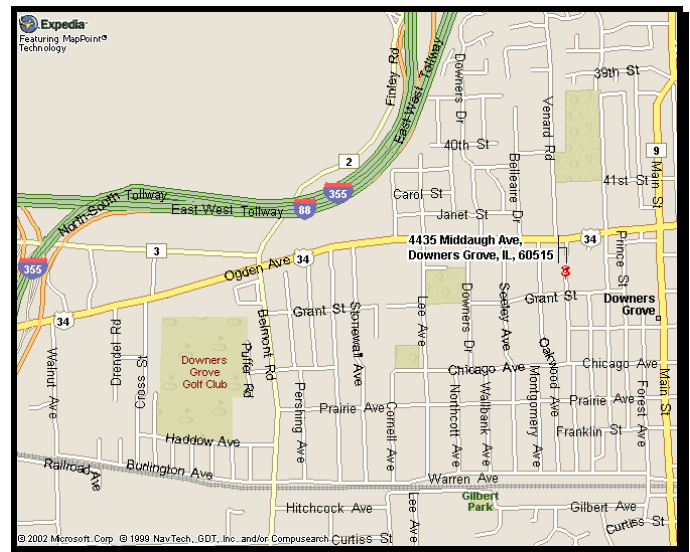 Expedia
Featuring MapPoint®
Technology
39th St
Finley Rd
East-West Tollway
Downers Dr
Venard Rd
40th St
9
Main St
2
Belleaire Dr
41st St
355
Carol St
88
North-South Tollway
East-West Tollway
Janet St
34
4435 Middaugh Ave,
Downers Grove, IL, 60515
Prince St
3
34
Ogden Ave
355
Grant St
Downers
Grove
Grant St
34
Walnut Ave
Drendel Rd
Cross St
Downers
Grove
Golf Club
Puffer Rd
Belmont Rd
Stonewall Ave
Lee Ave
Downers Dr
Seeley Ave
Oakwood Ave
Chicago Ave
Chicago Ave
Pershing Ave
Prairie Ave
Cornell Ave
Northcott Ave
Wallbank Ave
Montgomery Ave
Prairie Ave
Forest Ave
Main St
Franklin St
Haddow Ave
Railroad Ave
Burlington Ave
Warren Ave
Gilbert
Park
Hitchcock Ave
Lee Ave
Gilbert Ave
Curtiss St
Curtiss St
© 2002 Microsoft Corp © 1999 NavTech, GDT, Inc. and/or Compusearch